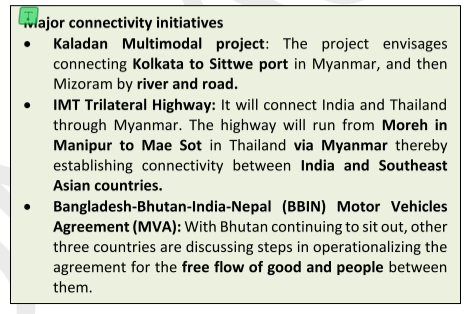 Major connectivity initiatives
• Kaladan Multimodal project: The project envisages
connecting Kolkata to Sittwe port in Myanmar, and then
Mizoram by river and road.
• IMT Trilateral Highway: It will connect India and Thailand
through Myanmar. The highway will run from Moreh in
Manipur to Mae Sot in Thailand via Myanmar thereby
establishing connectivity between India and Southeast
Asian countries.
• Bangladesh-Bhutan-India-Nepal (BBIN) Motor Vehicles
Agreement (MVA): With Bhutan continuing to sit out, other
three countries are discussing steps in operationalizing the
agreement for the free flow of good and people between
them.